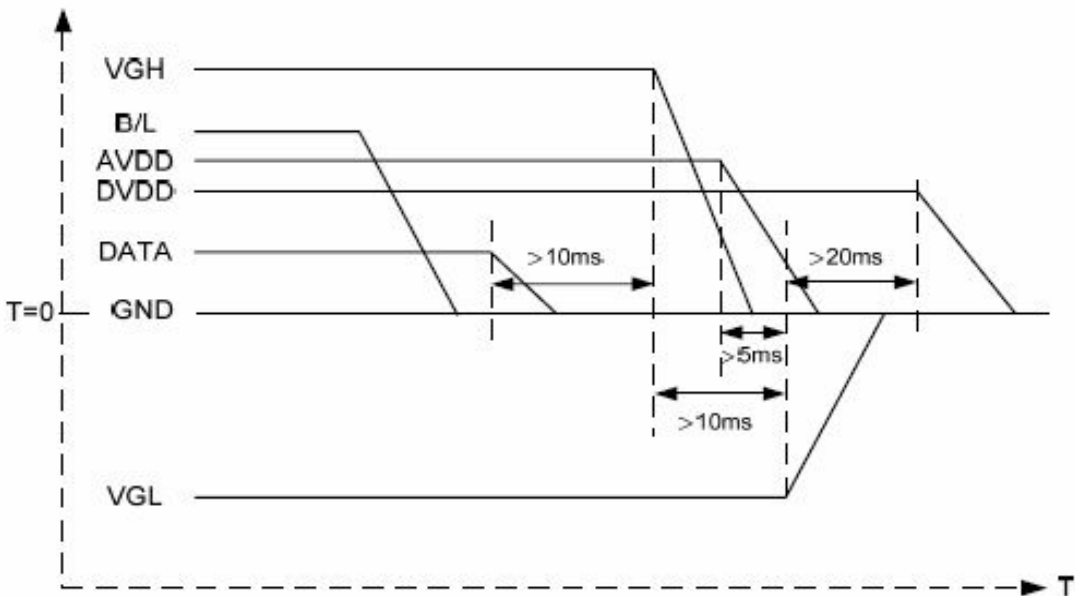 VGH
B/L
AVDD
DVDD
DATA
>10ms.
>20ms
T=0
GND
>5ms
>10ms
VGL
T